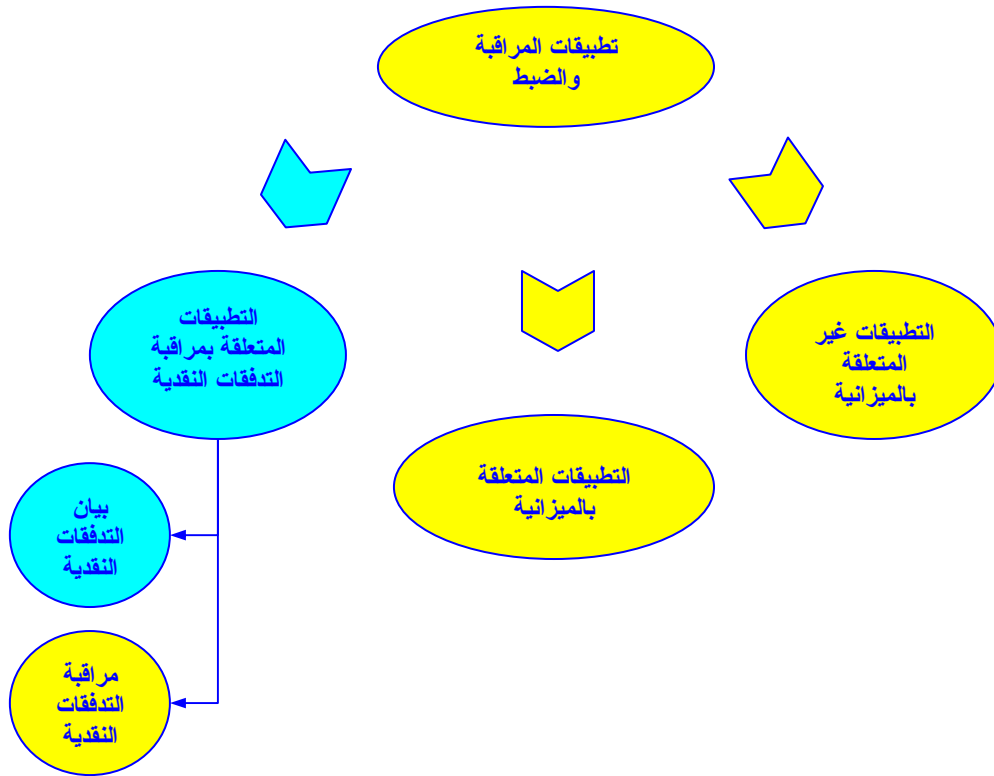 تطبيقات المراقبة
والضبط
التطبيقات غير
المتعلقة
بالميزانية
التطبيقات المتعلقة
بالميزانية
التطبيقات
المتعلقة بمراقبة
التدفقات النقدية
بيان
التدفقات
النقدية
مراقبة
التدفقات
النقدية